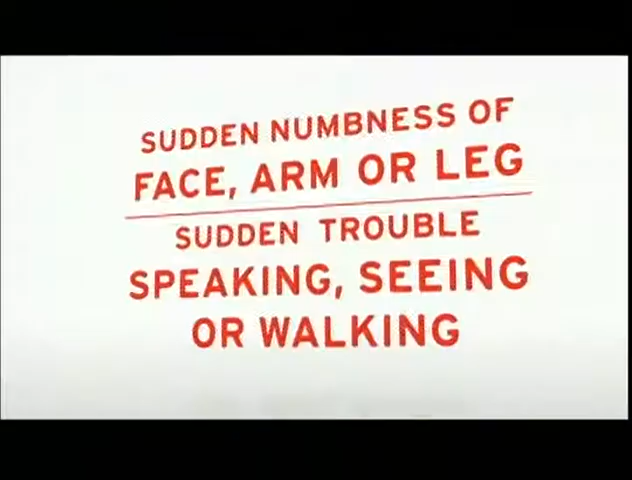 SUDDEN NUMBNESS OF
FACE, ARM OR LEG
SUDDEN TROUBLE
SPEAKING, SEEING
OR WALKING